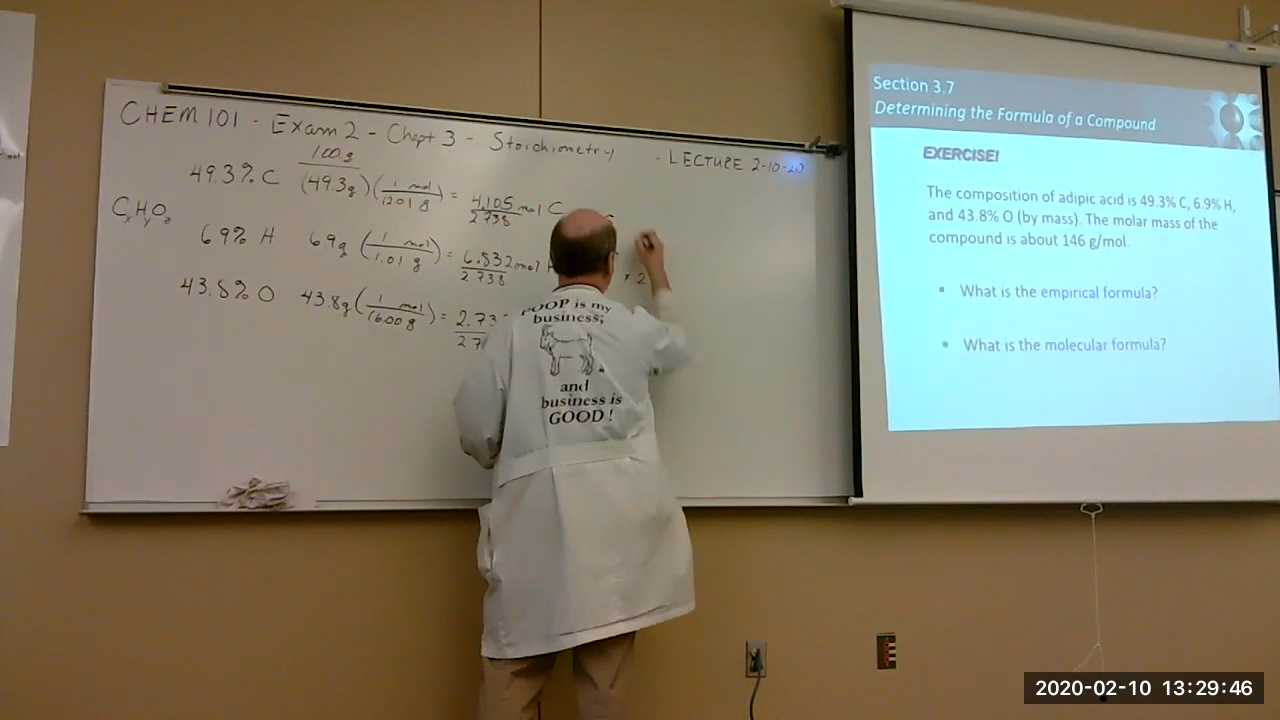 CHEM 101 - Exam 2 - Chapt 3 - Stoichiometry
- LECTURE 2-10-20
100g
49.3% C (49.3g)(1 mol/12.01 g) = 4.105 mol C
2.738
CxHyOz
6.9% H 6.9g (1 mol/1.01 g) = 6.832 mol H
2.738
× 2
43.8% O 43.8g (1 mol/16.00 g) = 2.73
2.7
POOP is my
business;
and
business is
GOOD!
Section 3.7
Determining the Formula of a Compound
EXERCISE!
The composition of adipic acid is 49.3% C, 6.9% H,
and 43.8% O (by mass). The molar mass of the
compound is about 146 g/mol.
• What is the empirical formula?
• What is the molecular formula?
2020-02-10 13:29:46